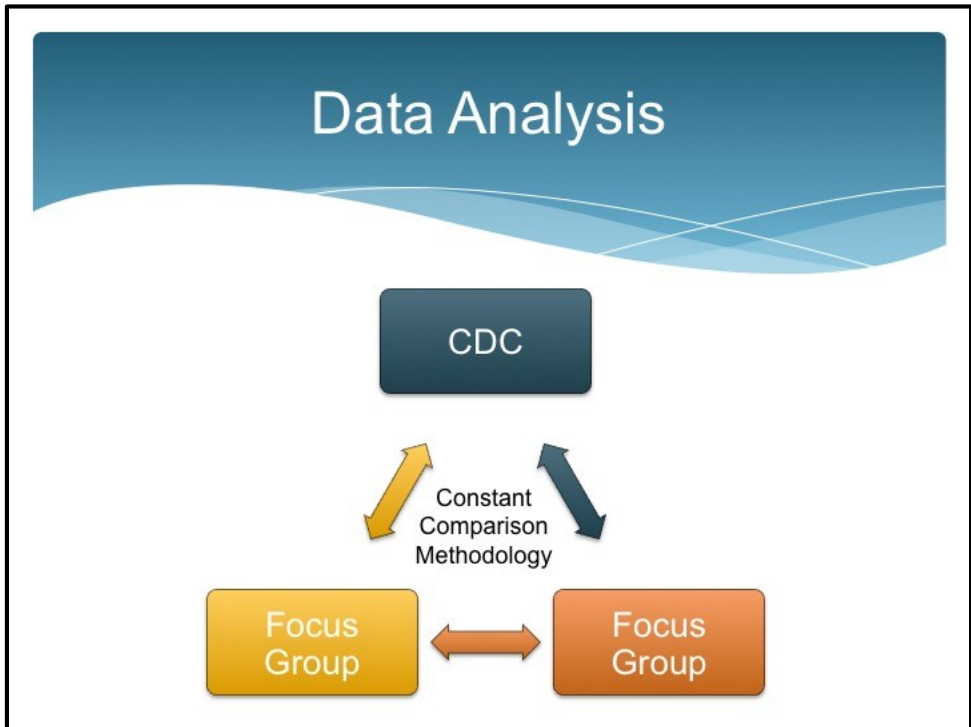 Data Analysis
CDC
Constant
Comparison
Methodology
Focus
Group
Focus
Group